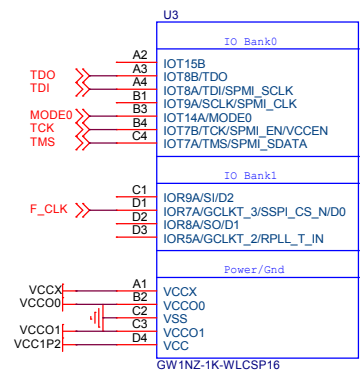 U3
IO Bank0
A2 IOT15B
TDO A3 IOT8B/TDO
TDI A4 IOT8A/TDI/SPMI_SCLK
B1 IOT9A/SCLK/SPMI_CLK
MODE0 B3 IOT14A/MODE0
TCK B4 IOT7B/TCK/SPMI_EN/VCCEN
TMS C4 IOT7A/TMS/SPMI_SDATA
IO Bank1
C1 IOR9A/SI/D2
F_CLK D1 IOR7A/GCLKT_3/SSPI_CS_N/D0
D2 IOR8A/SO/D1
D3 IOR5A/GCLKT_2/RPLL_T_IN
Power/Gnd
VCCX A1 VCCX
VCCO0 B2 VCCO0
C2 VSS
VCCO1 C3 VCCO1
VCC1P2 D4 VCC
GW1NZ-1K-WLCSP16